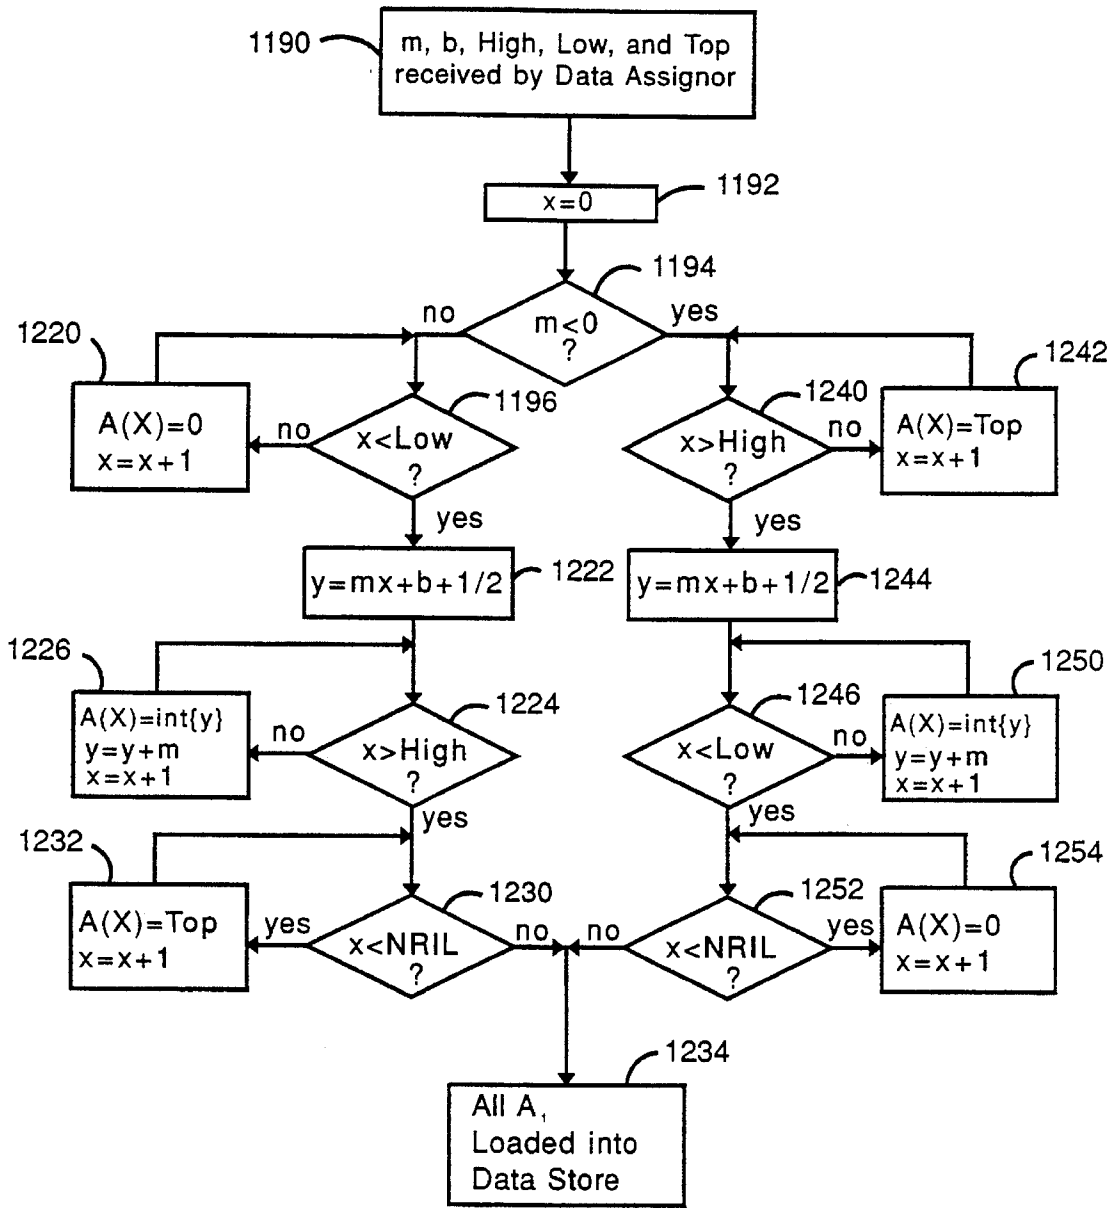 1190
m, b, High, Low, and Top
received by Data Assignor
1192
x=0
1194
no
m<0
?
yes
1220
A(X)=0
x=x+1
no
1196
x<Low
?
yes
1240
x>High
?
no
yes
1242
A(X)=Top
x=x+1
1222
y=mx+b+1/2
1244
y=mx+b+1/2
1226
A(X)=int{y}
y=y+m
x=x+1
no
1224
x>High
?
yes
1246
x<Low
?
no
yes
1250
A(X)=int{y}
y=y+m
x=x+1
1232
A(X)=Top
x=x+1
yes
1230
x<NRIL
?
no
no
1252
x<NRIL
?
yes
1254
A(X)=0
x=x+1
1234
All A,
Loaded into
Data Store